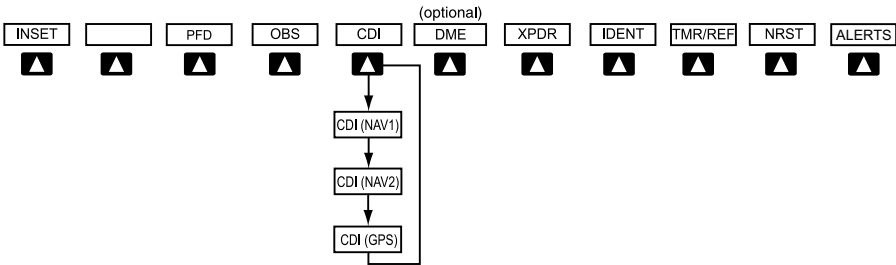 (optional)
INSET PFD OBS CDI DME XPDR IDENT TMR/REF NRST ALERTS
CDI (NAV1)
CDI (NAV2)
CDI (GPS)